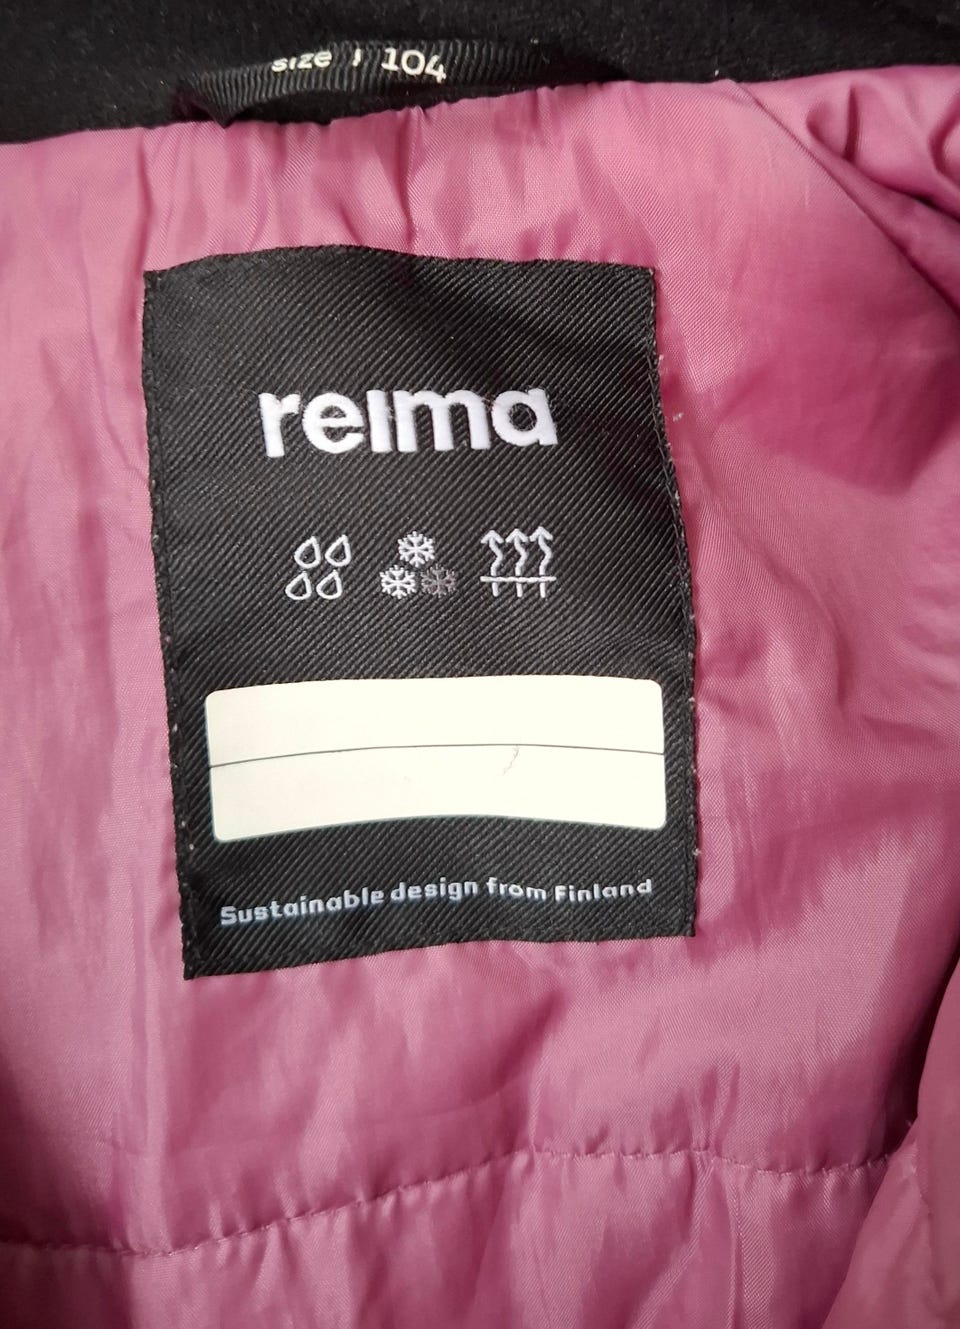 size 104
reima
Sustainable design from Finland